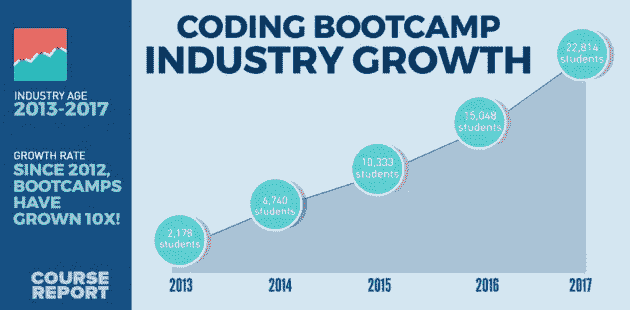 CODING BOOTCAMP
INDUSTRY GROWTH
INDUSTRY AGE
2013-2017
GROWTH RATE
SINCE 2012,
BOOTCAMPS
HAVE
GROWN 10X!
COURSE
REPORT
2,178
students
6,740
students
10,333
students
15,048
students
22,814
students
2013
2014
2015
2016
2017